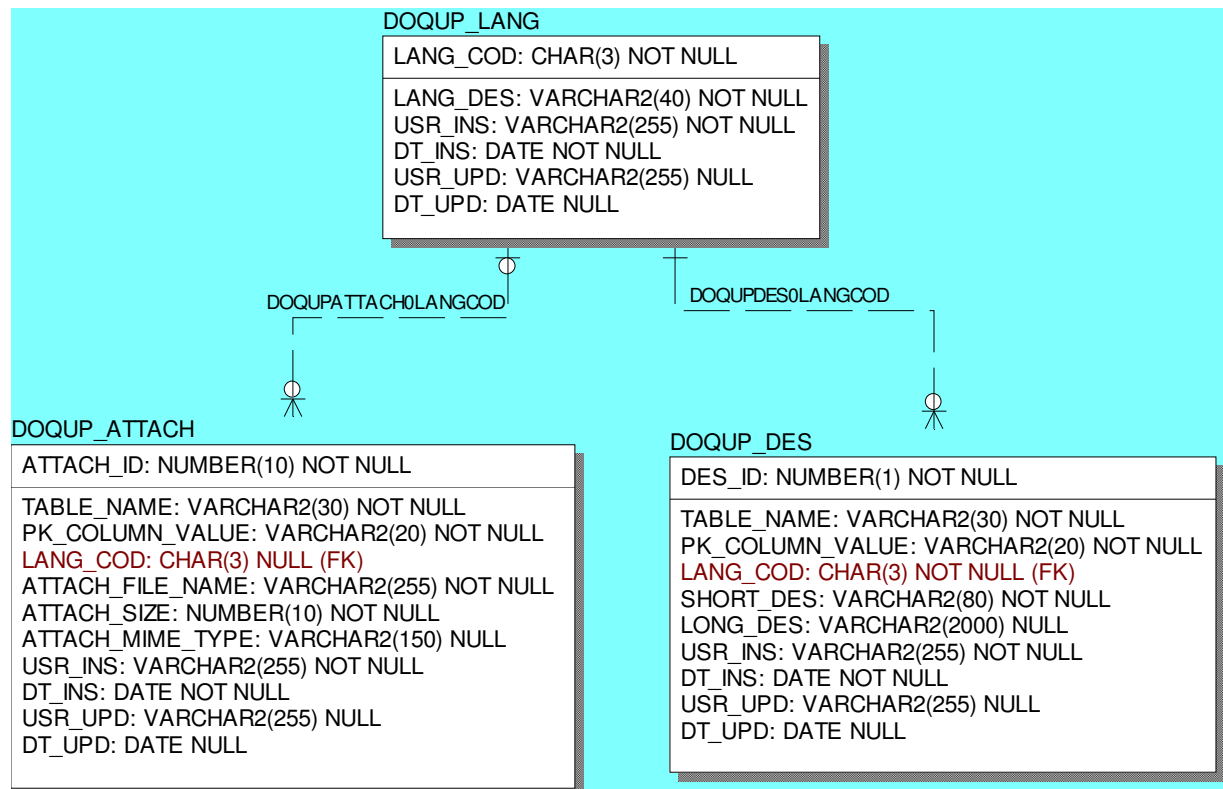 DOQUP_LANG
LANG_COD: CHAR(3) NOT NULL
LANG_DES: VARCHAR2(40) NOT NULL
USR_INS: VARCHAR2(255) NOT NULL
DT_INS: DATE NOT NULL
USR_UPD: VARCHAR2(255) NULL
DT_UPD: DATE NULL
DOQUPATTACH0LANGCOD
DOQUPDES0LANGCOD
DOQUP_ATTACH
ATTACH_ID: NUMBER(10) NOT NULL
TABLE_NAME: VARCHAR2(30) NOT NULL
PK_COLUMN_VALUE: VARCHAR2(20) NOT NULL
LANG_COD: CHAR(3) NULL (FK)
ATTACH_FILE_NAME: VARCHAR2(255) NOT NULL
ATTACH_SIZE: NUMBER(10) NOT NULL
ATTACH_MIME_TYPE: VARCHAR2(150) NULL
USR_INS: VARCHAR2(255) NOT NULL
DT_INS: DATE NOT NULL
USR_UPD: VARCHAR2(255) NULL
DT_UPD: DATE NULL
DOQUP_DES
DES_ID: NUMBER(1) NOT NULL
TABLE_NAME: VARCHAR2(30) NOT NULL
PK_COLUMN_VALUE: VARCHAR2(20) NOT NULL
LANG_COD: CHAR(3) NOT NULL (FK)
SHORT_DES: VARCHAR2(80) NOT NULL
LONG_DES: VARCHAR2(2000) NULL
USR_INS: VARCHAR2(255) NOT NULL
DT_INS: DATE NOT NULL
USR_UPD: VARCHAR2(255) NULL
DT_UPD: DATE NULL